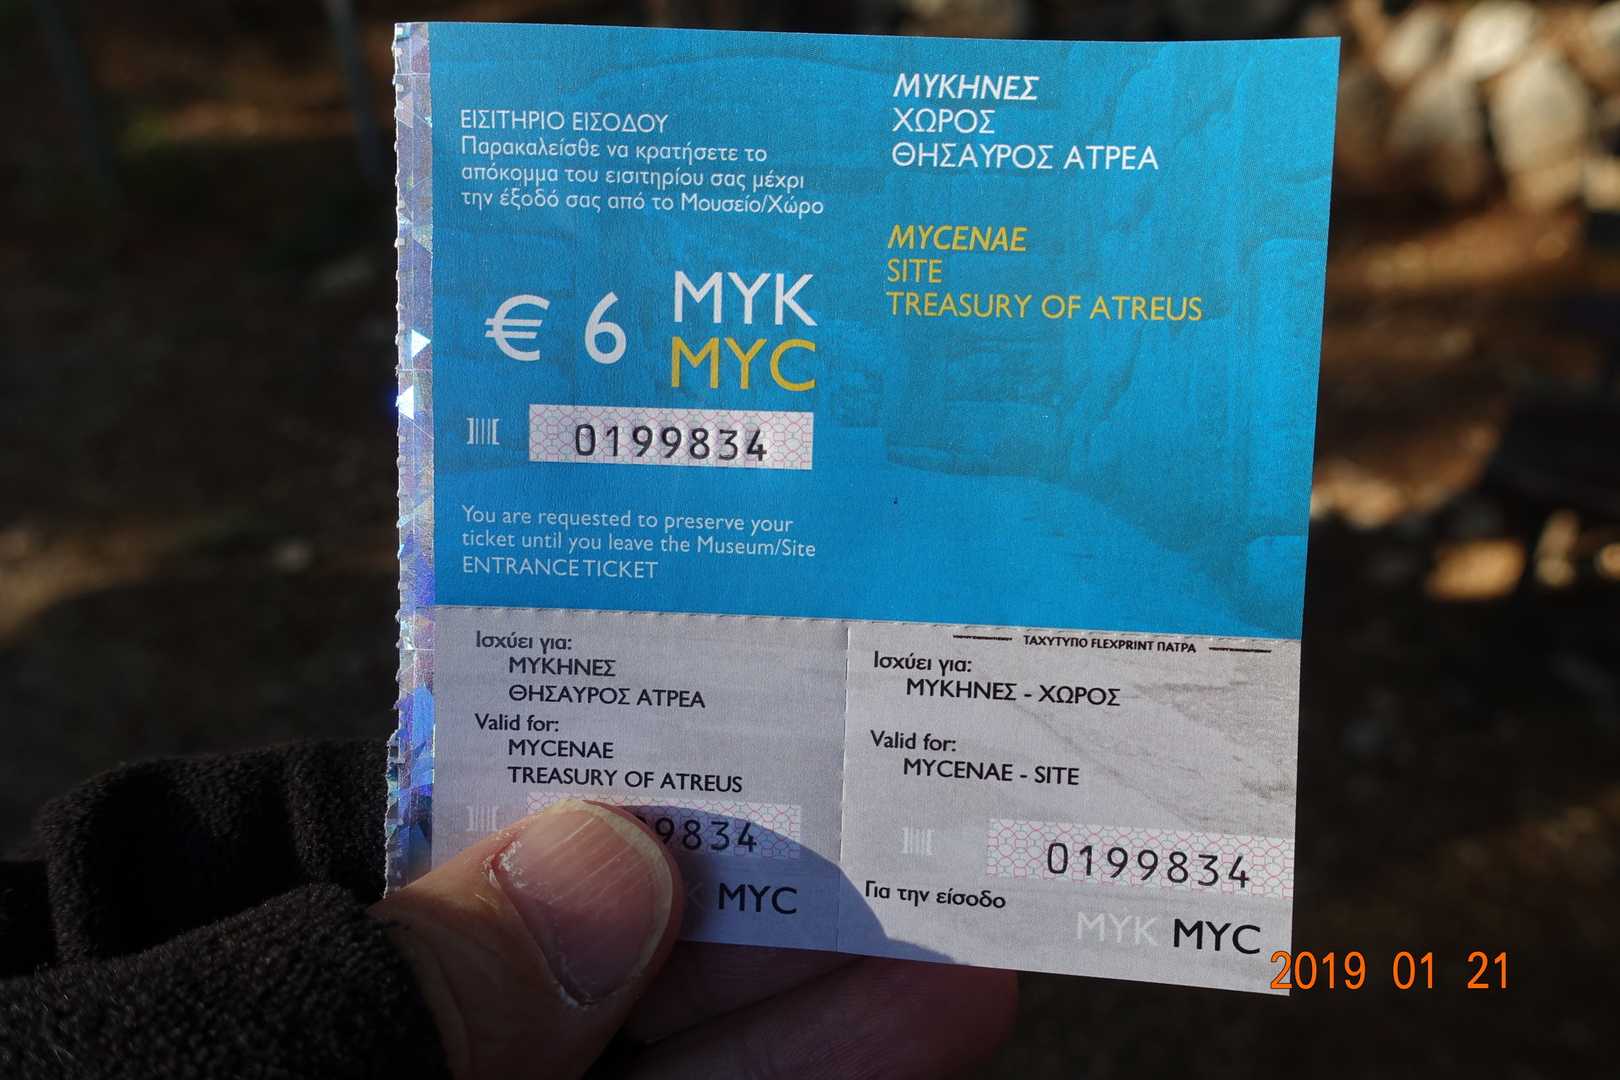 ΕΙΣΙΤΗΡΙΟ ΕΙΣΟΔΟΥ
Παρακαλείσθε να κρατήσετε το
απόκομμα του εισιτηρίου σας μέχρι
την έξοδό σας από το Μουσείο/Χώρο
€ 6
ΜΥΚ
MYC
0199834
You are requested to preserve your
ticket until you leave the Museum/Site
ENTRANCE TICKET
ΜΥΚΗΝΕΣ
ΧΩΡΟΣ
ΘΗΣΑΥΡΟΣ ΑΤΡΕΑ
MYCENAE
SITE
TREASURY OF ATREUS
Ισχύει για:
ΜΥΚΗΝΕΣ
ΘΗΣΑΥΡΟΣ ΑΤΡΕΑ
Valid for:
MYCENAE
TREASURY OF ATREUS
9834
MYC
ΤΑΧΥΤΥΠΟ FLEXPRINT ΠΑΤΡΑ
Ισχύει για:
ΜΥΚΗΝΕΣ - ΧΩΡΟΣ
Valid for:
MYCENAE - SITE
0199834
Για την είσοδο
ΜΥΚ MYC
2019 01 21